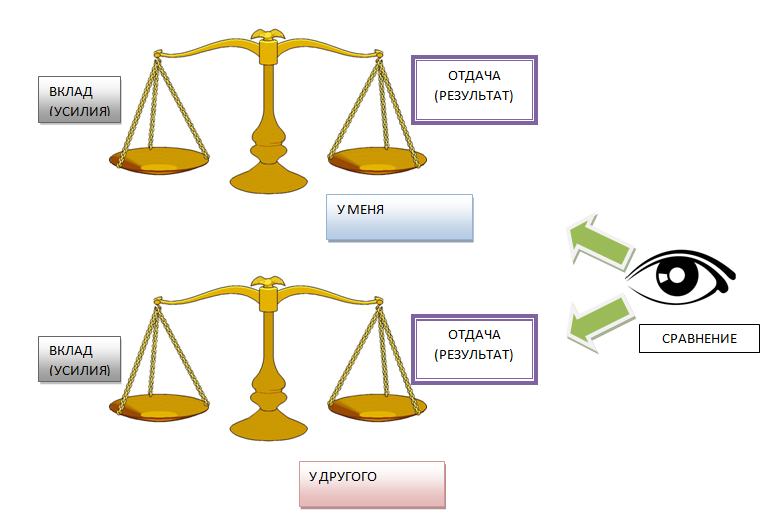 ВКЛАД
(УСИЛИЯ)
ОТДАЧА
(РЕЗУЛЬТАТ)
У МЕНЯ
ВКЛАД
(УСИЛИЯ)
ОТДАЧА
(РЕЗУЛЬТАТ)
СРАВНЕНИЕ
У ДРУГОГО